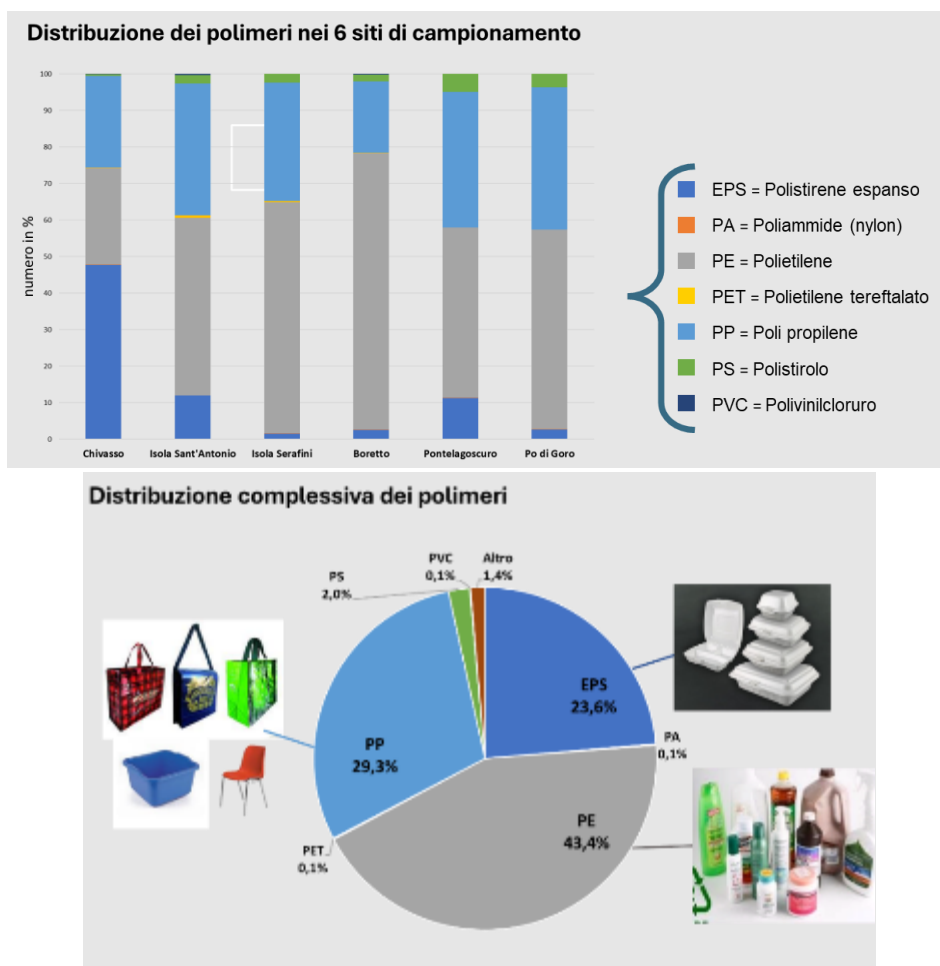 Distribuzione dei polimeri nei 6 siti di campionamento
numero in %
100
90
80
70
60
50
40
30
20
10
0
Chivasso
Isola Sant'Antonio
Isola Serafini
Boretto
Pontelagoscuro
Po di Goro
EPS = Polistirene espanso
PA = Poliammide (nylon)
PE = Polietilene
PET = Polietilene tereftalato
PP = Poli propilene
PS = Polistirolo
PVC = Polivinilcloruro
Distribuzione complessiva dei polimeri
PVC
0,1%
Altro
1,4%
PS
2,0%
EPS
23,6%
PA
0,1%
PP
29,3%
PE
43,4%
PET
0,1%